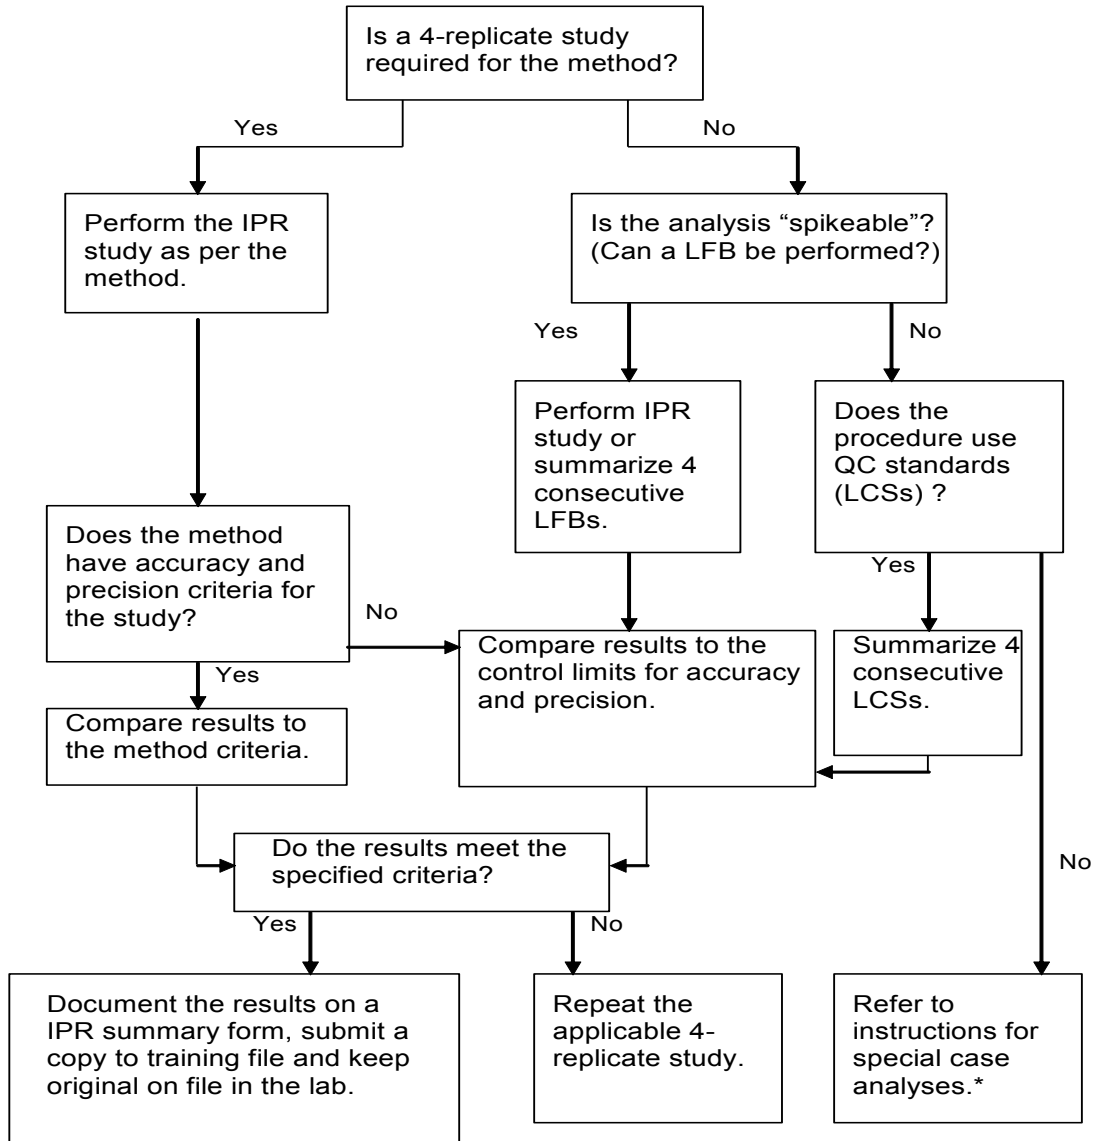 Is a 4-replicate study
required for the method?
Yes
No
Perform the IPR
study as per the
method.
Is the analysis “spikeable”?
(Can a LFB be performed?)
Yes
No
Perform IPR
study or
summarize 4
consecutive
LFBs.
Does the
procedure use
QC standards
(LCSs) ?
Does the method
have accuracy and
precision criteria for
the study?
No
Yes
Yes
Compare results to the
control limits for accuracy
and precision.
Summarize 4
consecutive
LCSs.
Compare results to
the method criteria.
Do the results meet the
specified criteria?
No
Yes
No
Document the results on a
IPR summary form, submit a
copy to training file and keep
original on file in the lab.
Repeat the
applicable 4-
replicate study.
Refer to
instructions for
special case
analyses.*